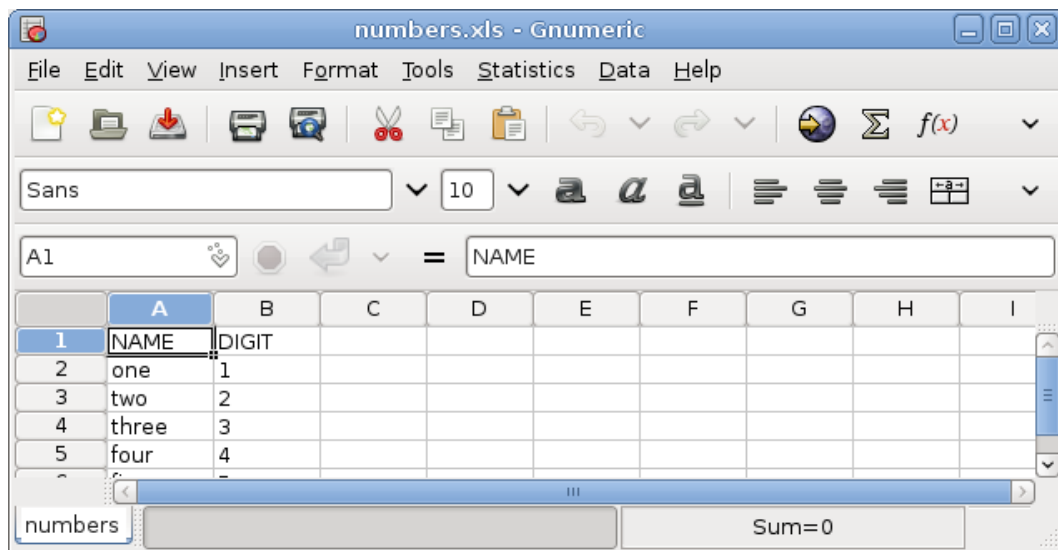 numbers.xls - Gnumeric
File Edit View Insert Format Tools Statistics Data Help
f(x)
Sans 10 a a a ←a→
A1 = NAME
A B C D E F G H I
1 NAME DIGIT
2 one 1
3 two 2
4 three 3
5 four 4
numbers Sum=0